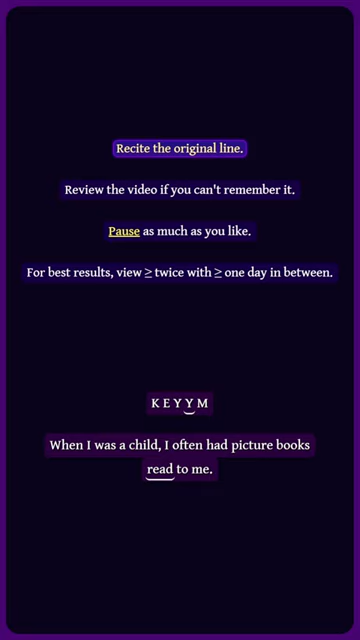 Recite the original line.
Review the video if you can't remember it.
Pause as much as you like.
For best results, view ≥ twice with ≥ one day in between.
K E Y Y M
When I was a child, I often had picture books
read to me.